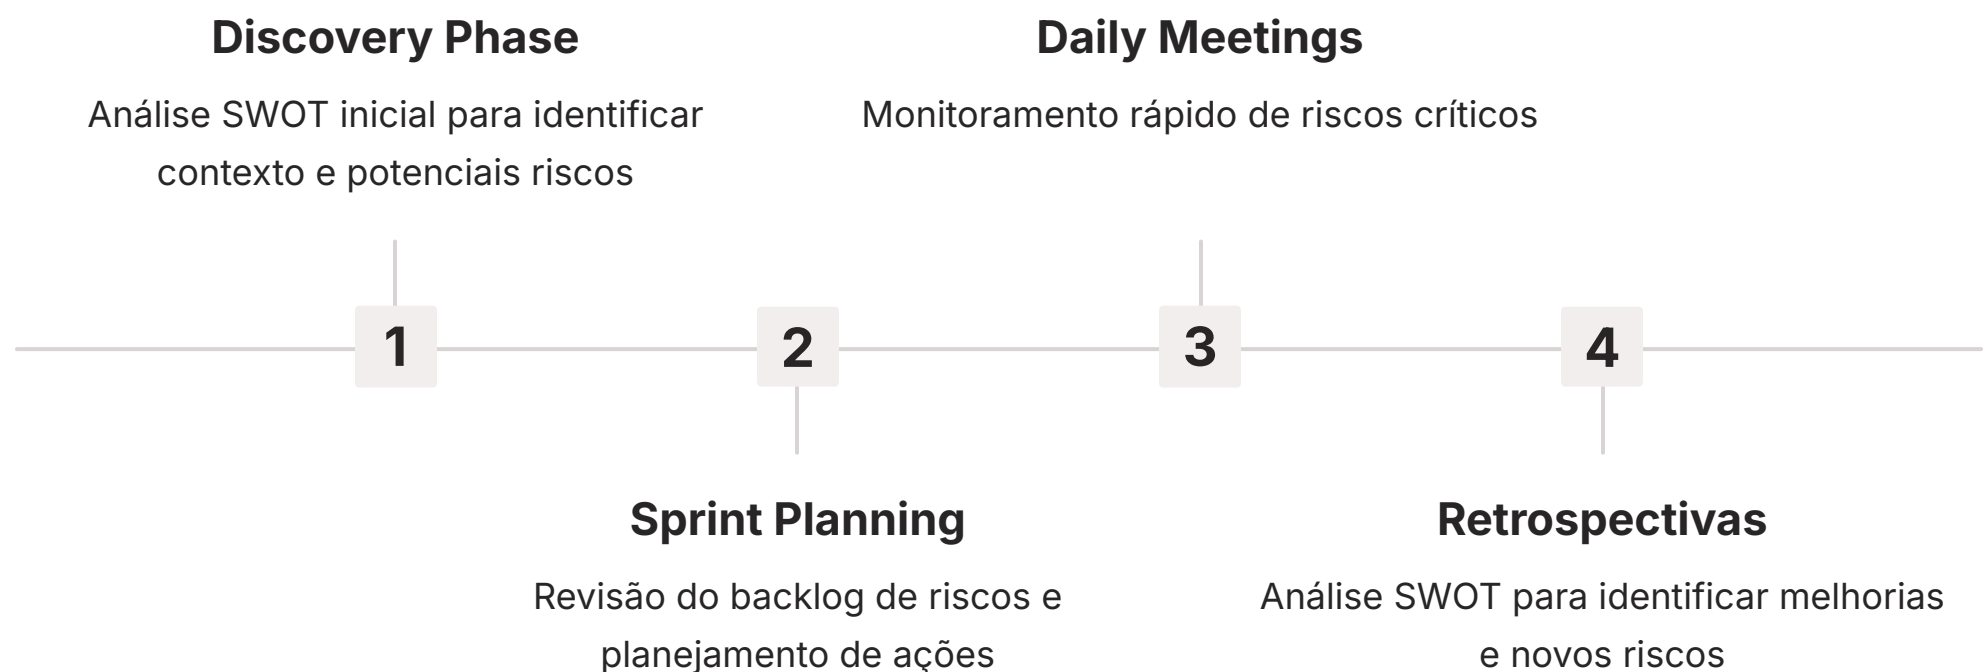 Discovery Phase
Análise SWOT inicial para identificar
contexto e potenciais riscos
1
2
Sprint Planning
Revisão do backlog de riscos e
planejamento de ações
Daily Meetings
Monitoramento rápido de riscos críticos
3
4
Retrospectivas
Análise SWOT para identificar melhorias
e novos riscos